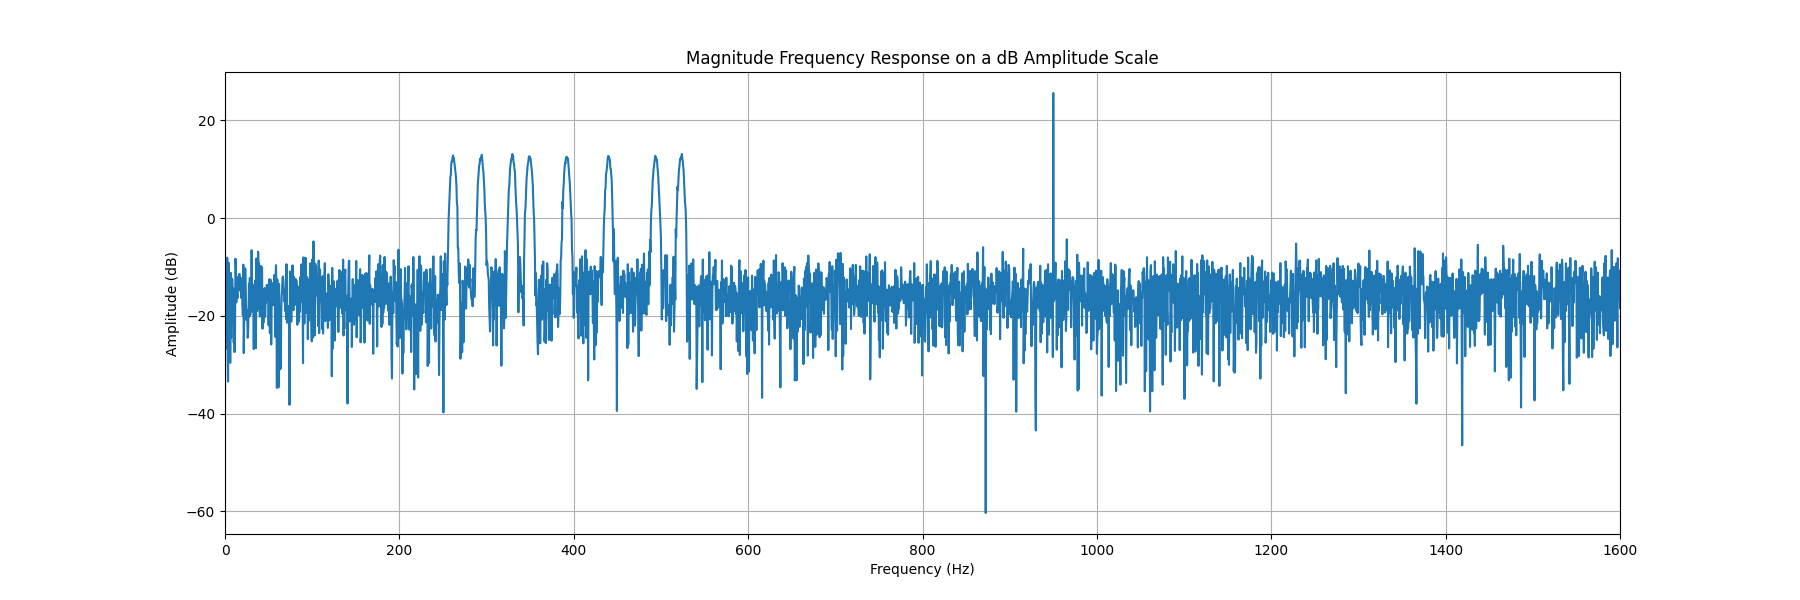 Magnitude Frequency Response on a dB Amplitude Scale
20
0
−20
−40
−60
Amplitude (dB)
0 200 400 600 800 1000 1200 1400 1600
Frequency (Hz)